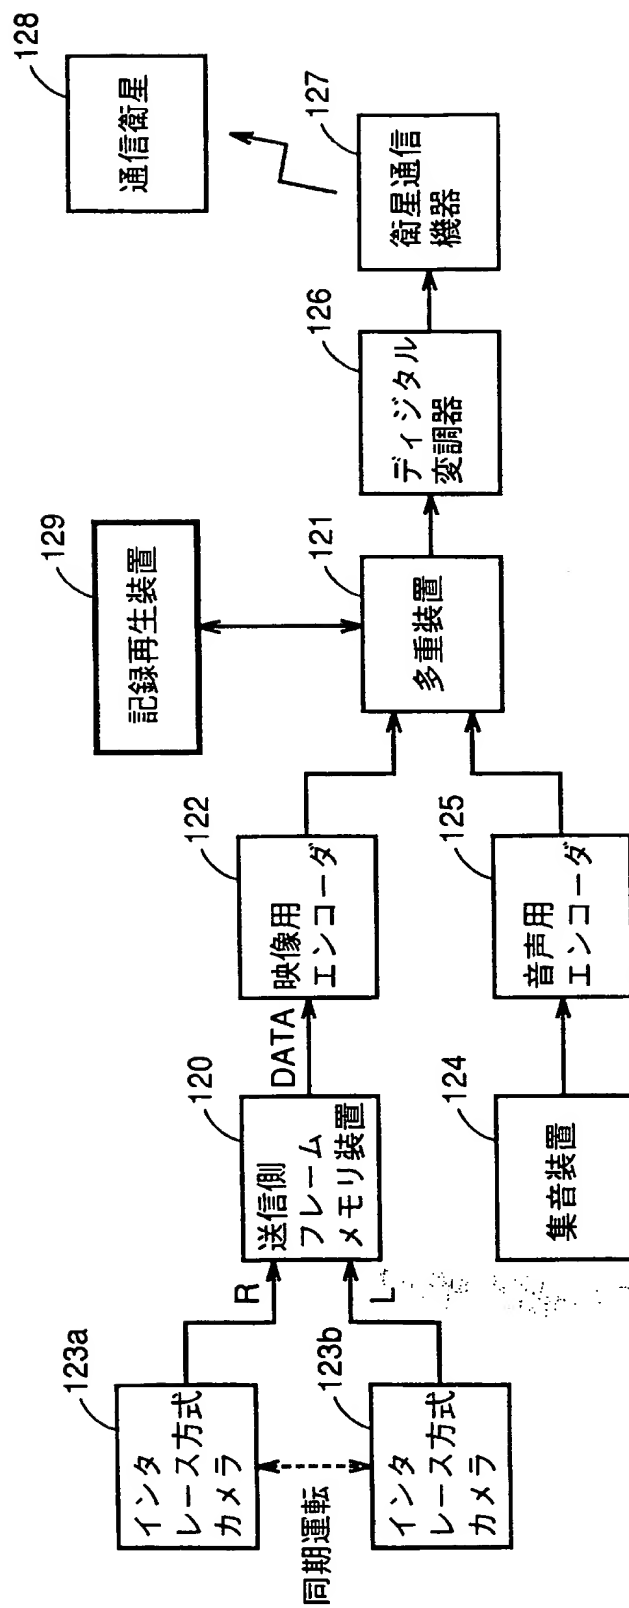 123a
インタ
レース方式
カメラ
同期運転
123b
インタ
レース方式
カメラ
R
L
120
送信側
フレーム
メモリ装置
DATA
122
映像用
エンコーダ
124
集音装置
125
音声用
エンコーダ
129
記録再生装置
121
多重装置
126
ディジタル
変調器
127
衛星通信
機器
128
通信衛星